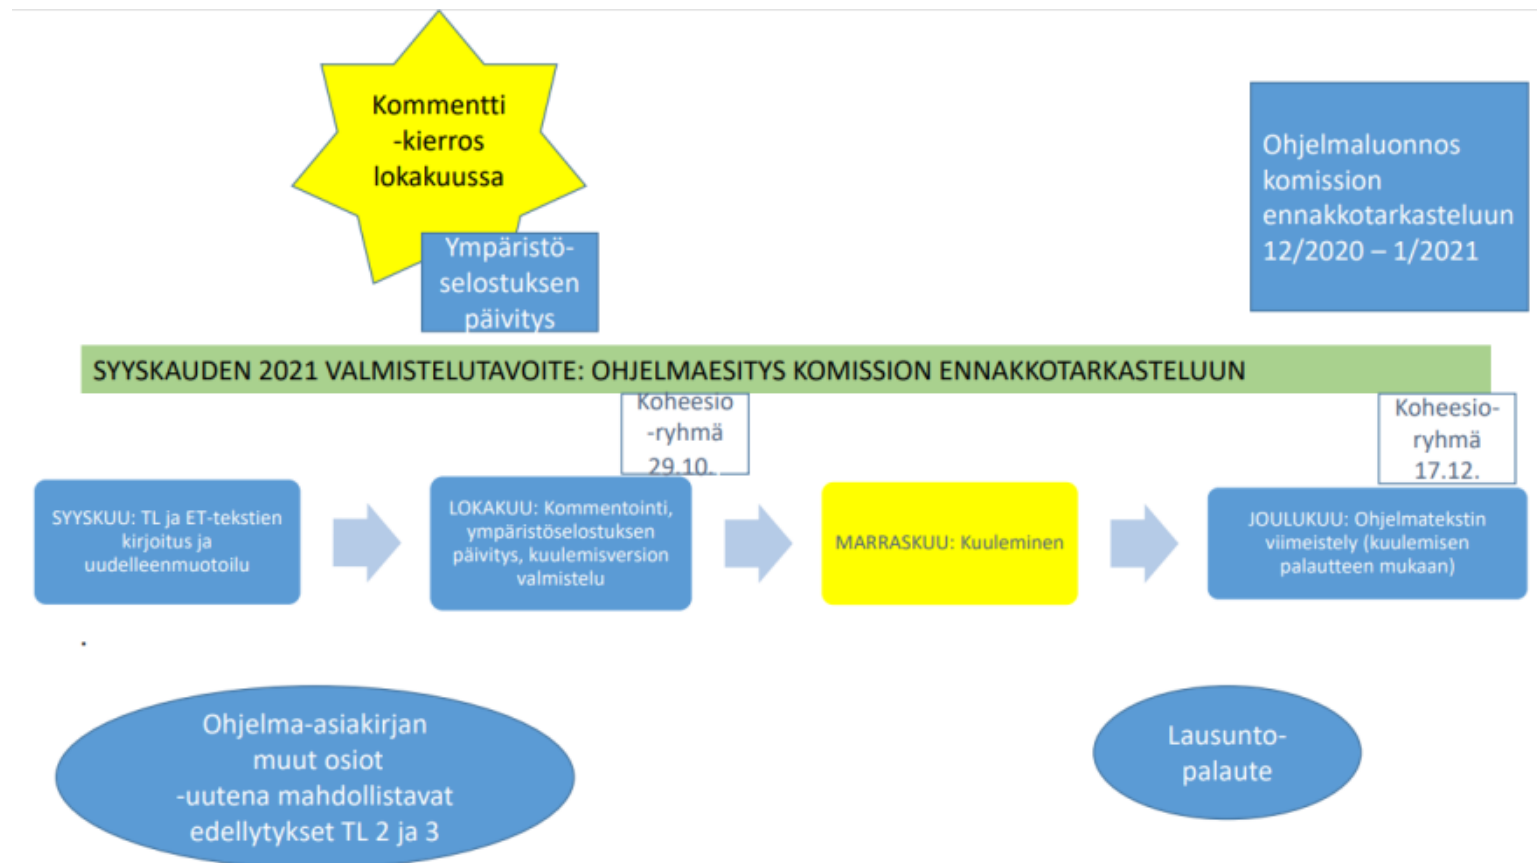 Kommentti
-kierros
lokakuussa
Ympäristö-
selostuksen
päivitys
Ohjelmaluonnos
komission
ennakkotarkasteluun
12/2020 – 1/2021
SYYSKAUDEN 2021 VALMISTELUTAVOITE: OHJELMAESITYS KOMISSION ENNAKKOTARKASTELUUN
Koheesio
-ryhmä
29.10.
Koheesio-
ryhmä
17.12.
SYYSKUU: TL ja ET-tekstien
kirjoitus ja
uudelleenmuotoilu
LOKAKUU: Kommentointi,
ympäristöselostuksen
päivitys, kuulemisversion
valmistelu
MARRASKUU: Kuuleminen
JOULUKUU: Ohjelmatekstin
viimeistely (kuulemisen
palautteen mukaan)
.
Ohjelma-asiakirjan
muut osiot
-uutena mahdollistavat
edellytykset TL 2 ja 3
Lausunto-
palaute